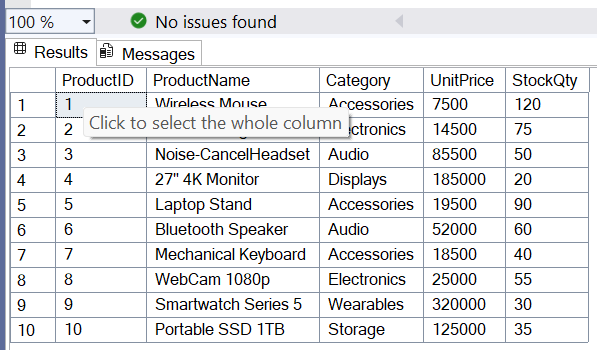 100 %
No issues found
Results Messages
ProductID ProductName Category UnitPrice StockQty
1 1 Wireless Mouse Accessories 7500 120
Click to select the whole column
2 2 14500 75
3 3 Noise-CancelHeadset Audio 85500 50
4 4 27" 4K Monitor Displays 185000 20
5 5 Laptop Stand Accessories 19500 90
6 6 Bluetooth Speaker Audio 52000 60
7 7 Mechanical Keyboard Accessories 18500 40
8 8 WebCam 1080p Electronics 25000 55
9 9 Smartwatch Series 5 Wearables 320000 30
10 10 Portable SSD 1TB Storage 125000 35